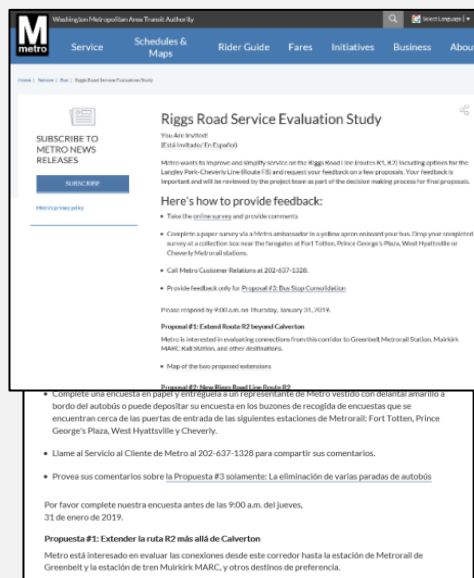 Washington Metropolitan Area Transit Authority
Select Language
M
metro
Service
Schedules &
Maps
Rider Guide
Fares
Initiatives
Business
About
Home | Service | Bus | Riggs Road Service Evaluation Study
SUBSCRIBE TO
METRO NEWS
RELEASES
SUBSCRIBE
Metro's privacy policy
Riggs Road Service Evaluation Study
You Are Invited!
(Está Invitado/ En Español)
Metro wants to improve and simplify service on the Riggs Road Line (routes R1, R2) including options for the
Langley Park-Cheverly Line (Route F8) and request your feedback on a few proposals. Your feedback is
important and will be reviewed by the project team as part of the decision making process for final proposals.
Here's how to provide feedback:
• Take the online survey and provide comments
• Complete a paper survey via a Metro ambassador in a yellow apron onboard your bus. Drop your completed
survey at a collection box near the faregates at Fort Totten, Prince George's Plaza, West Hyattsville or
Cheverly Metrorail stations.
• Call Metro Customer Relations at 202-637-1328.
• Provide feedback only for Proposal #3: Bus Stop Consolidation
Please respond by 9:00 a.m. on Thursday, January 31, 2019.
Proposal #1: Extend Route R2 beyond Calverton
Metro is interested in evaluating connections from this corridor to Greenbelt Metrorail Station, Muirkirk
MARC Rail Station, and other destinations.
• Map of the two proposed extensions
Proposal #2: New Riggs Road Line Route R2
• Complete una encuesta en papel y entréguela a un representante de Metro vestido con delantal amarillo a
bordo del autobús o puede depositar su encuesta en los buzones de recogida de encuestas que se
encuentran cerca de las puertas de entrada de las siguientes estaciones de Metrorail: Fort Totten, Prince
George's Plaza, West Hyattsville y Cheverly.
• Llame al Servicio al Cliente de Metro al 202-637-1328 para compartir sus comentarios.
• Provea sus comentarios sobre la Propuesta #3 solamente: La eliminación de varias paradas de autobús
Por favor complete nuestra encuesta antes de las 9:00 a.m. del jueves,
31 de enero de 2019.
Propuesta #1: Extender la ruta R2 más allá de Calverton
Metro está interesado en evaluar las conexiones desde este corredor hasta la estación de Metrorail de
Greenbelt y la estación de tren Muirkirk MARC, y otros destinos de preferencia.